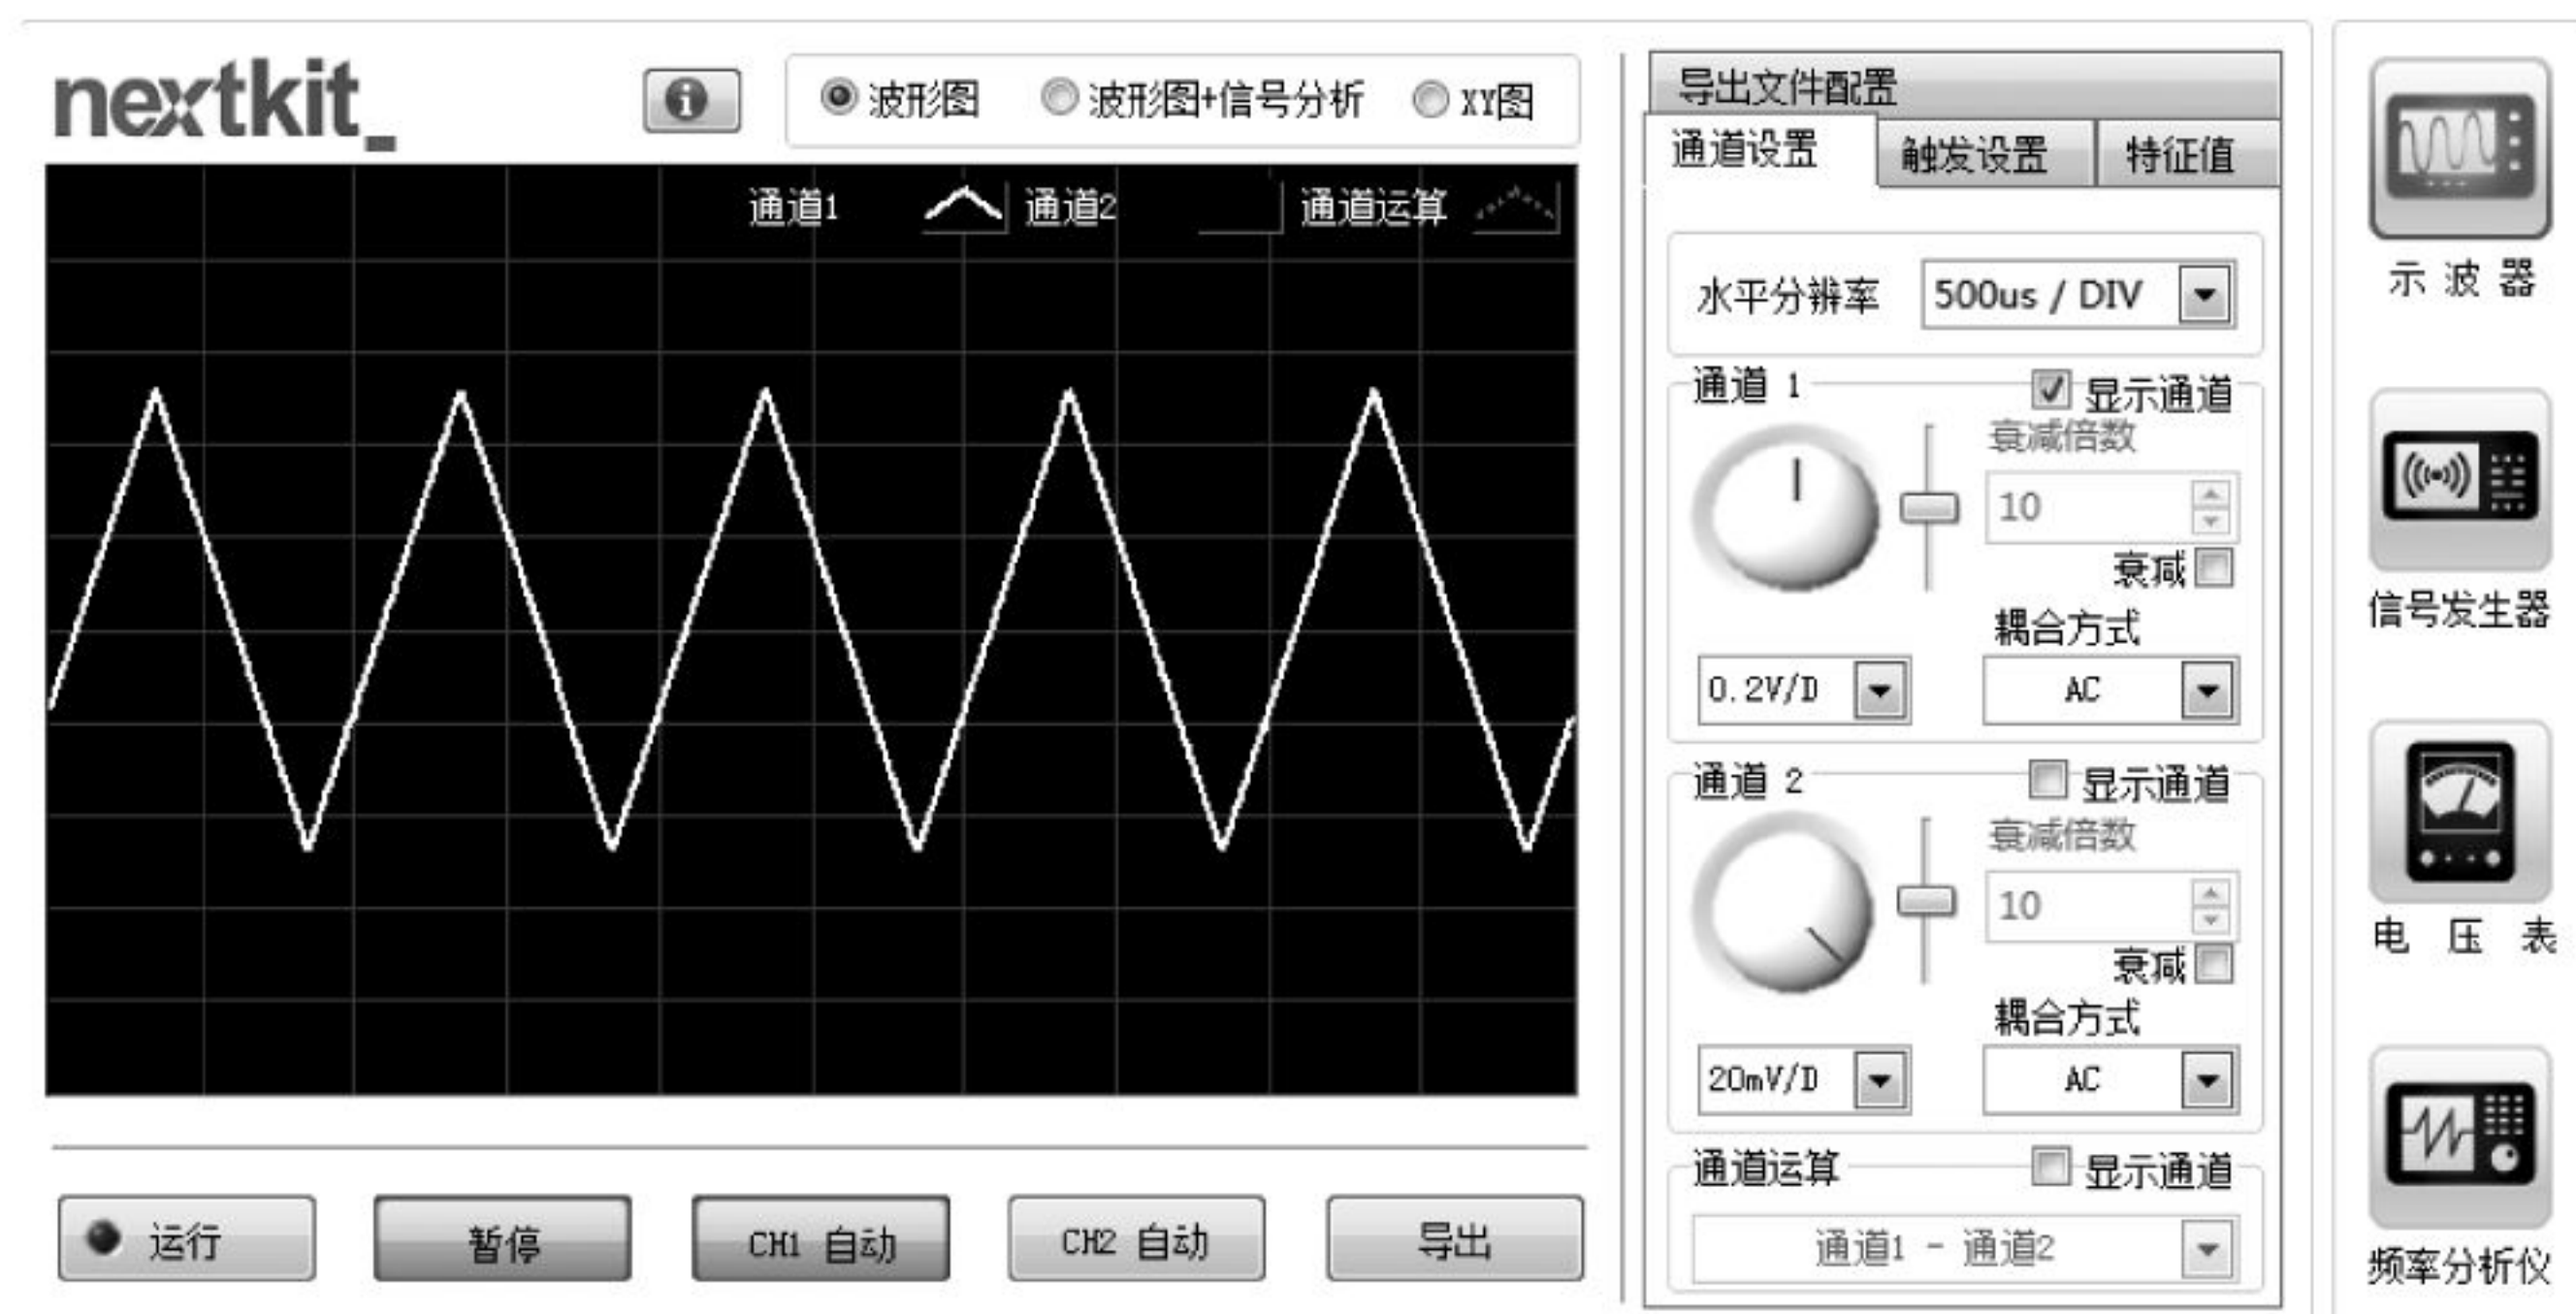 nextkit_
波形图
波形图+信号分析
XY图
通道1
通道2
通道运算
运行
暂停
CH1 自动
CH2 自动
导出
导出文件配置
通道设置
触发设置
特征值
水平分辨率
500us / DIV
通道 1
显示通道
衰减倍数
10
衰减
耦合方式
0.2V/D
AC
通道 2
显示通道
衰减倍数
10
衰减
耦合方式
20mV/D
AC
通道运算
显示通道
通道1 - 通道2
示波器
信号发生器
电压表
频率分析仪